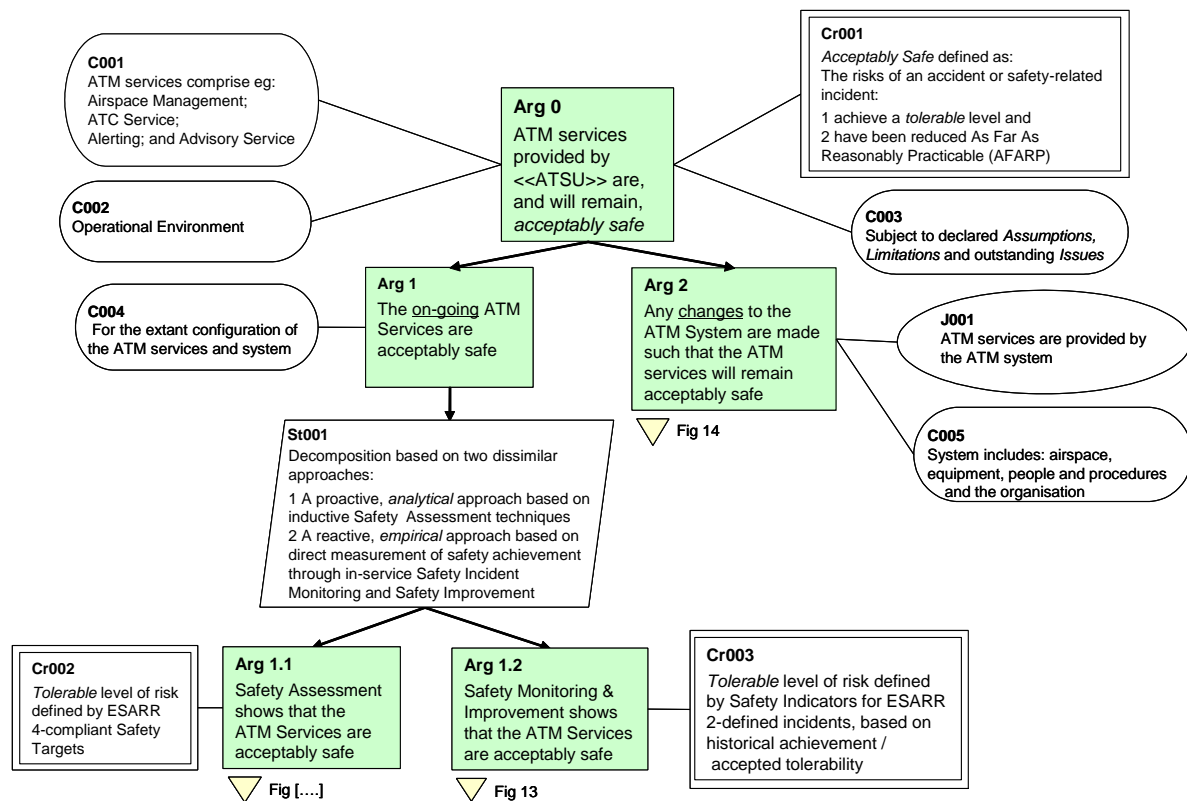 C001
ATM services comprise eg:
Airspace Management;
ATC Service;
Alerting; and Advisory Service
Arg 0
ATM services
provided by
<<ATSU>> are,
and will remain,
acceptably safe
Cr001
Acceptably Safe defined as:
The risks of an accident or safety-related
incident:
1 achieve a tolerable level and
2 have been reduced As Far As
Reasonably Practicable (AFARP)
C002
Operational Environment
C003
Subject to declared Assumptions,
Limitations and outstanding Issues
C004
For the extant configuration of
the ATM services and system
Arg 1
The on-going ATM
Services are
acceptably safe
Arg 2
Any changes to the
ATM System are made
such that the ATM
services will remain
acceptably safe
Fig 14
J001
ATM services are provided by
the ATM system
C005
System includes: airspace,
equipment, people and procedures
and the organisation
St001
Decomposition based on two dissimilar
approaches:
1 A proactive, analytical approach based on
inductive Safety Assessment techniques
2 A reactive, empirical approach based on
direct measurement of safety achievement
through in-service Safety Incident
Monitoring and Safety Improvement
Cr002
Tolerable level of risk
defined by ESARR
4-compliant Safety
Targets
Arg 1.1
Safety Assessment
shows that the
ATM Services are
acceptably safe
Fig [....]
Arg 1.2
Safety Monitoring &
Improvement shows
that the ATM Services
are acceptably safe
Fig 13
Cr003
Tolerable level of risk defined
by Safety Indicators for ESARR
2-defined incidents, based on
historical achievement /
accepted tolerability